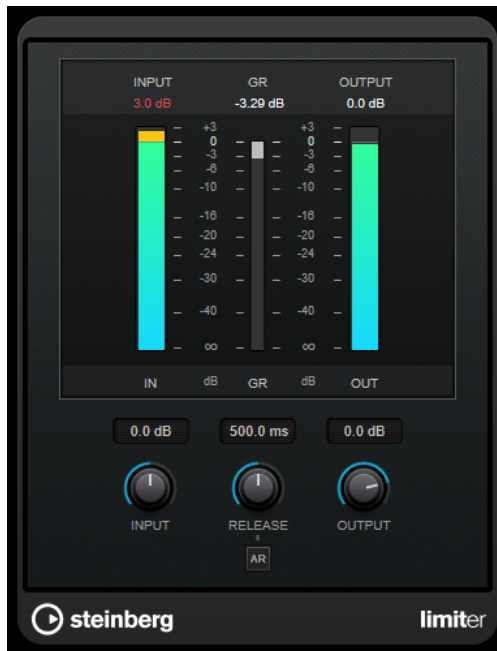 INPUT GR OUTPUT
3.0 dB -3.29 dB 0.0 dB
+3 +3
0 0
-3 -3
-6 -6
-10 -10
-16 -16
-20 -20
-24 -24
-30 -30
-40 -40
∞ ∞
IN dB GR dB OUT
0.0 dB 500.0 ms 0.0 dB
INPUT RELEASE OUTPUT
AR
steinberg limiter